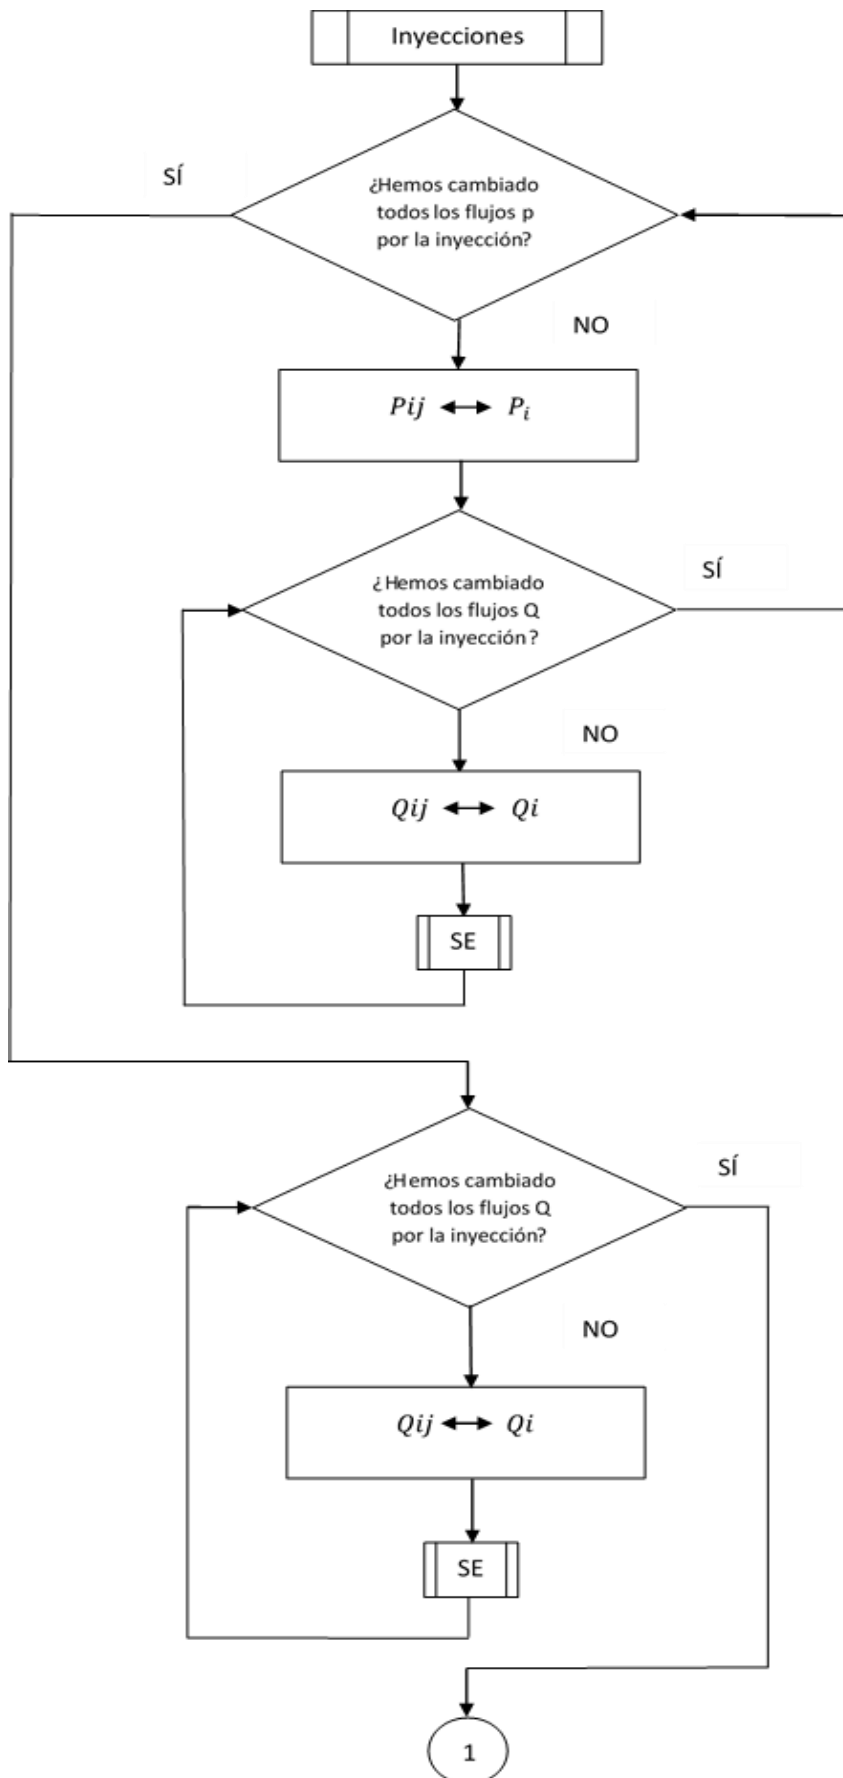 Inyecciones
SÍ
¿Hemos cambiado
todos los flujos p
por la inyección?
NO
Pij ↔ P_i
¿Hemos cambiado
todos los flujos Q
por la inyección?
SÍ
NO
Qij ↔ Qi
SE
¿Hemos cambiado
todos los flujos Q
por la inyección?
SÍ
NO
Qij ↔ Qi
SE
1